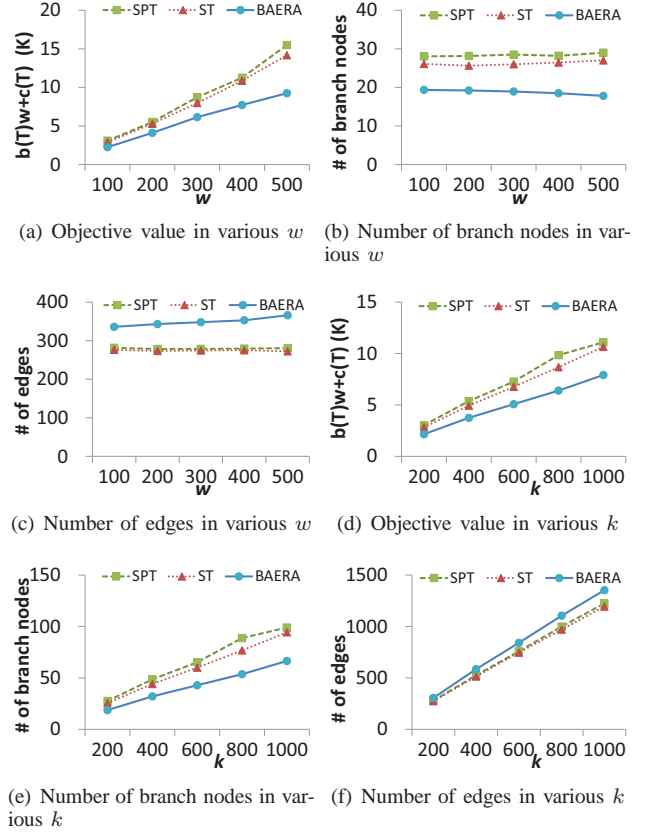 SPT ST BAERA
b(T)w+c(T) (K)
20
15
10
5
0
100 200 300 400 500
w
(a) Objective value in various w
SPT ST BAERA
# of branch nodes
40
30
20
10
0
100 200 300 400 500
w
(b) Number of branch nodes in var-
ious w
SPT ST BAERA
# of edges
400
300
200
100
0
100 200 300 400 500
w
(c) Number of edges in various w
SPT ST BAERA
b(T)w+c(T) (K)
15
10
5
0
200 400 600 800 1000
k
(d) Objective value in various k
SPT ST BAERA
# of branch nodes
150
100
50
0
200 400 600 800 1000
k
(e) Number of branch nodes in var-
ious k
SPT ST BAERA
# of edges
1500
1000
500
0
200 400 600 800 1000
k
(f) Number of edges in various k